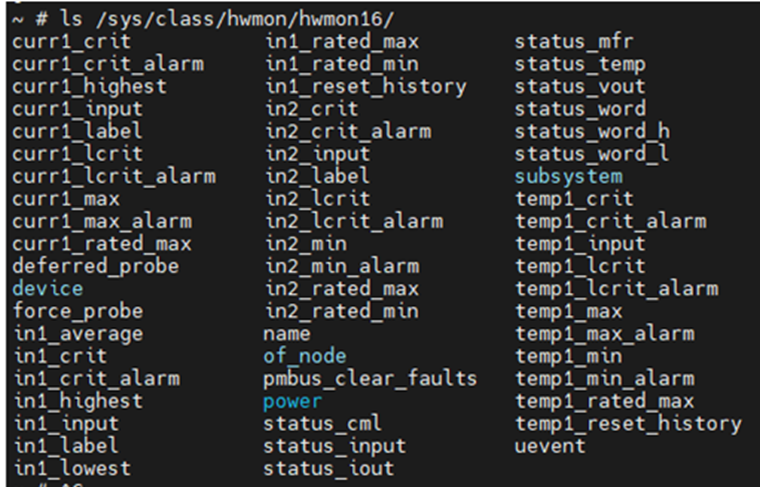 ~ # ls /sys/class/hwmon/hwmon16/
curr1_crit in1_rated_max status_mfr
curr1_crit_alarm in1_rated_min status_temp
curr1_highest in1_reset_history status_vout
curr1_input in2_crit status_word
curr1_label in2_crit_alarm status_word_h
curr1_lcrit in2_input status_word_l
curr1_lcrit_alarm in2_label subsystem
curr1_max in2_lcrit temp1_crit
curr1_max_alarm in2_lcrit_alarm temp1_crit_alarm
curr1_rated_max in2_min temp1_input
deferred_probe in2_min_alarm temp1_lcrit
device in2_rated_max temp1_lcrit_alarm
force_probe in2_rated_min temp1_max
in1_average name temp1_max_alarm
in1_crit of_node temp1_min
in1_crit_alarm pmbus_clear_faults temp1_min_alarm
in1_highest power temp1_rated_max
in1_input status_cml temp1_reset_history
in1_label status_input uevent
in1_lowest status_iout